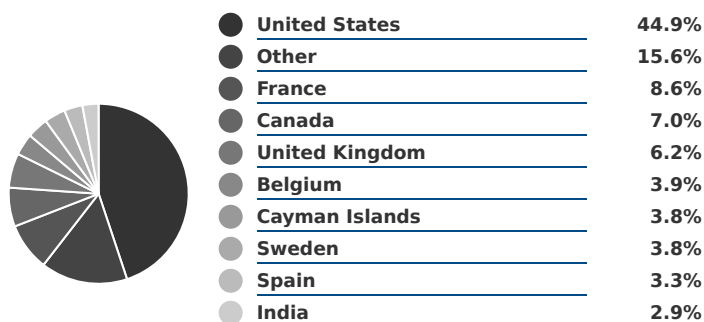 United States 44.9%
Other 15.6%
France 8.6%
Canada 7.0%
United Kingdom 6.2%
Belgium 3.9%
Cayman Islands 3.8%
Sweden 3.8%
Spain 3.3%
India 2.9%